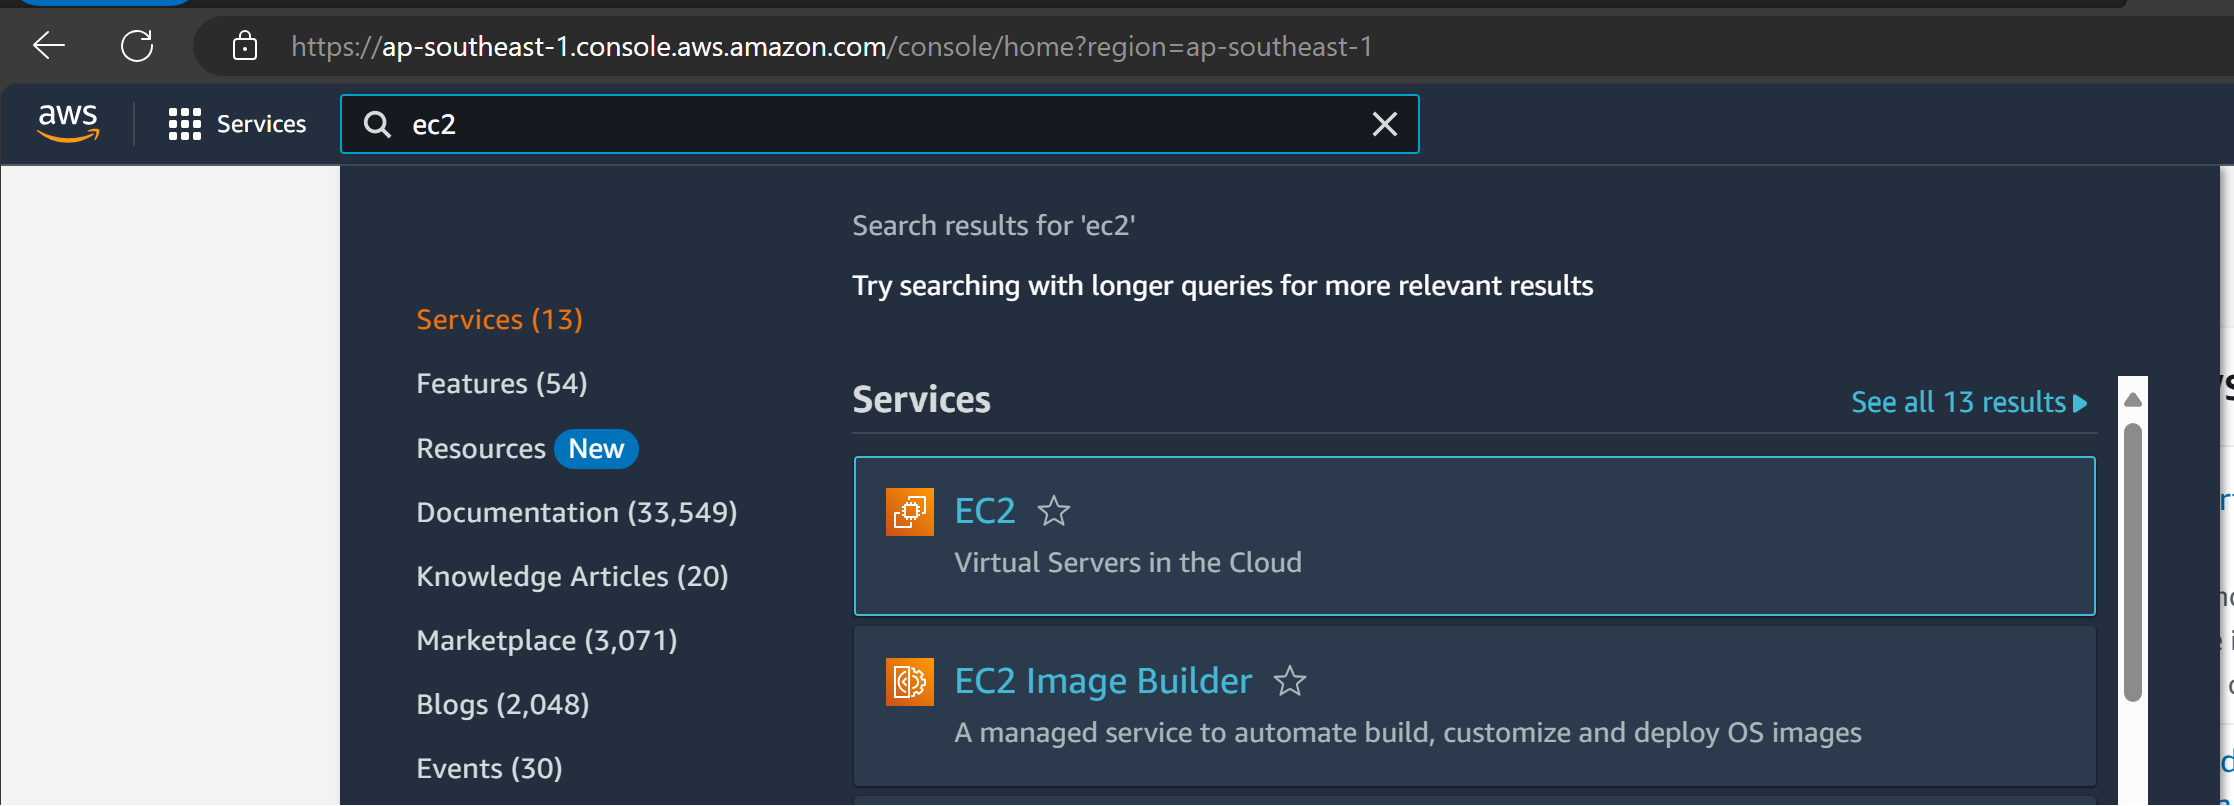 https://ap-southeast-1.console.aws.amazon.com/console/home?region=ap-southeast-1
aws
Services
ec2
Search results for 'ec2'
Try searching with longer queries for more relevant results
Services (13)
Features (54)
Resources New
Documentation (33,549)
Knowledge Articles (20)
Marketplace (3,071)
Blogs (2,048)
Events (30)
Services
See all 13 results
EC2
Virtual Servers in the Cloud
EC2 Image Builder
A managed service to automate build, customize and deploy OS images